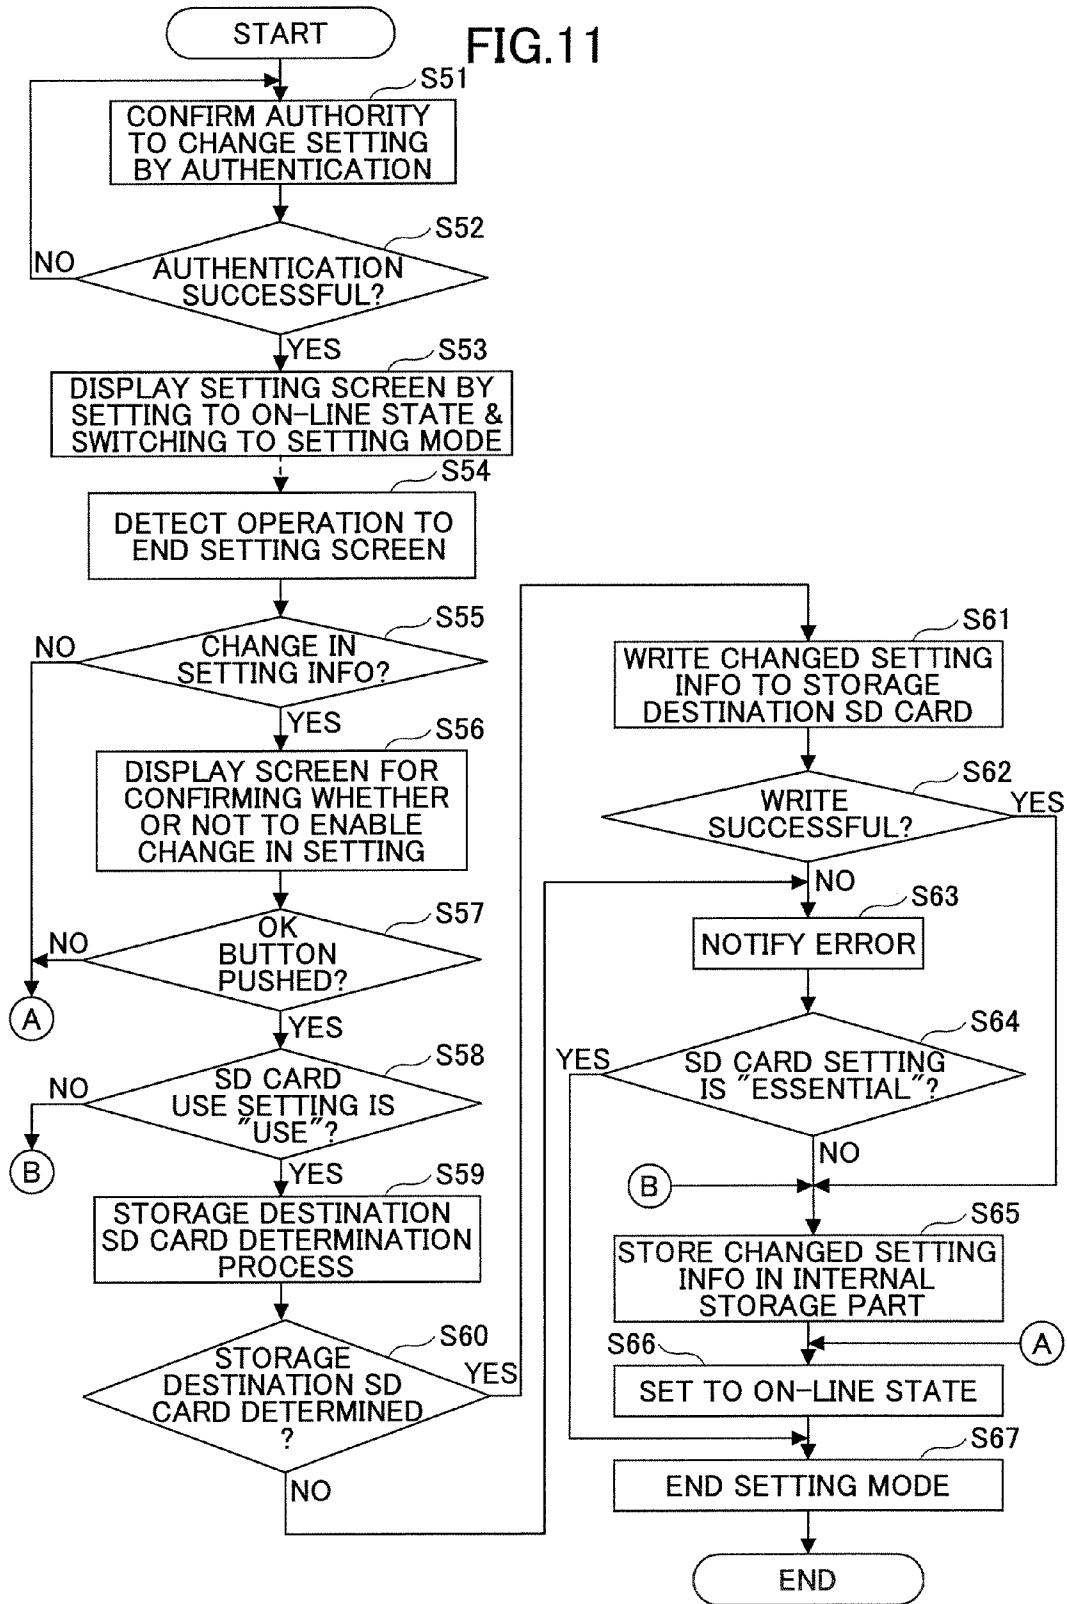 START
FIG.11
S51
CONFIRM AUTHORITY
TO CHANGE SETTING
BY AUTHENTICATION
S52
NO
AUTHENTICATION
SUCCESSFUL?
YES
S53
DISPLAY SETTING SCREEN BY
SETTING TO ON-LINE STATE &
SWITCHING TO SETTING MODE
S54
DETECT OPERATION TO
END SETTING SCREEN
S55
NO
CHANGE IN
SETTING INFO?
YES
S56
DISPLAY SCREEN FOR
CONFIRMING WHETHER
OR NOT TO ENABLE
CHANGE IN SETTING
S57
NO
OK
BUTTON
PUSHED?
A
YES
S58
NO
SD CARD
USE SETTING IS
"USE"?
B
YES
S59
STORAGE DESTINATION
SD CARD DETERMINATION
PROCESS
S60
YES
STORAGE
DESTINATION SD
CARD DETERMINED
?
NO
S61
WRITE CHANGED SETTING
INFO TO STORAGE
DESTINATION SD CARD
S62
YES
WRITE
SUCCESSFUL?
NO
S63
NOTIFY ERROR
S64
YES
SD CARD SETTING
IS "ESSENTIAL"?
NO
B
S65
STORE CHANGED SETTING
INFO IN INTERNAL
STORAGE PART
S66
A
SET TO ON-LINE STATE
S67
END SETTING MODE
END